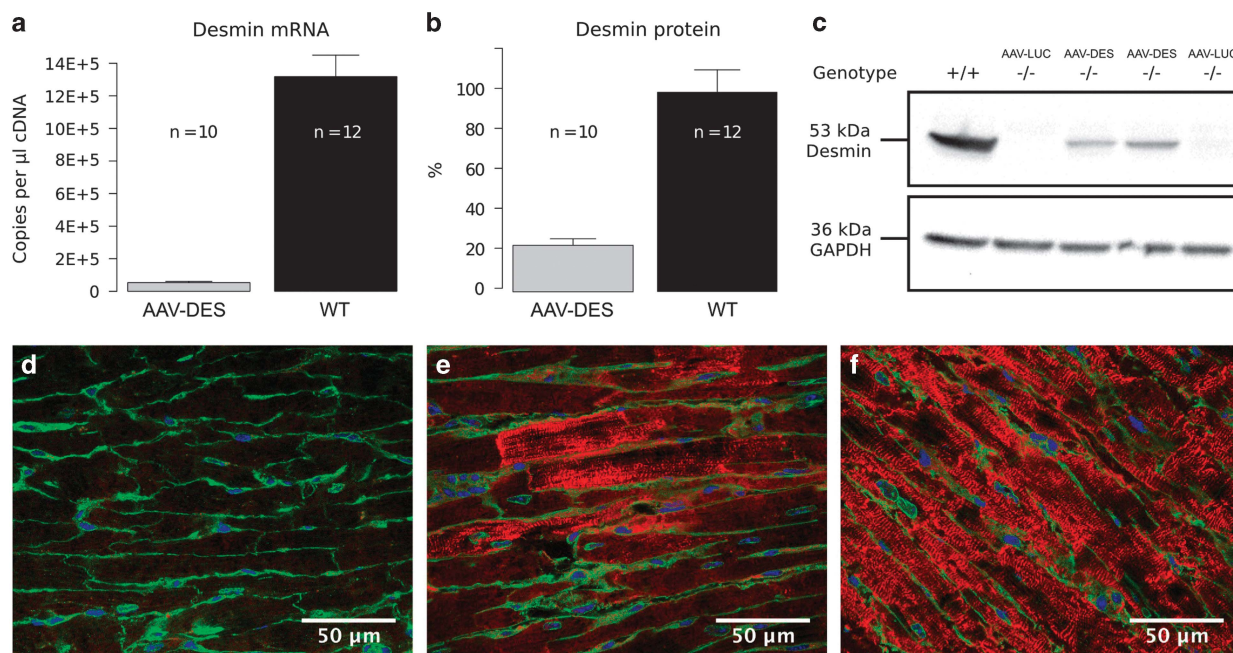 a
Desmin mRNA
Copies per µl cDNA
14E+5
12E+5
10E+5
8E+5
6E+5
4E+5
2E+5
0
n=10
n=12
AAV-DES
WT
b
Desmin protein
%
100
80
60
40
20
0
n=10
n=12
AAV-DES
WT
c
AAV-LUC AAV-DES AAV-DES AAV-LUC
Genotype +/+ -/- -/- -/- -/-
53 kDa
Desmin
36 kDa
GAPDH
d
50 µm
e
50 µm
f
50 µm